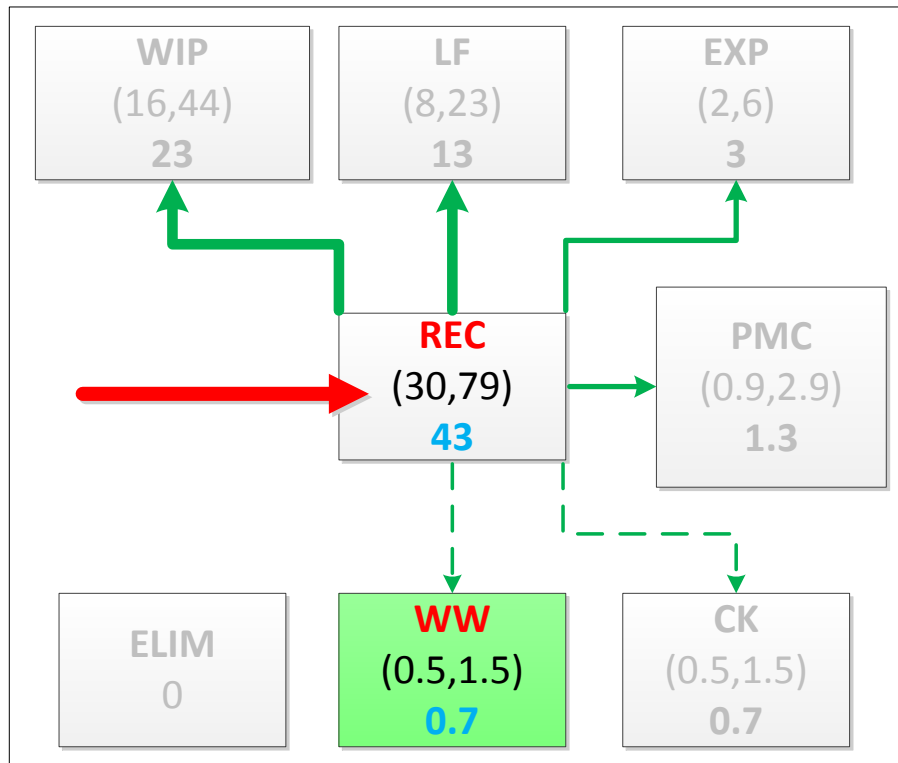 WIP
(16,44)
23
LF
(8,23)
13
EXP
(2,6)
3
REC
(30,79)
43
PMC
(0.9,2.9)
1.3
ELIM
0
WW
(0.5,1.5)
0.7
CK
(0.5,1.5)
0.7